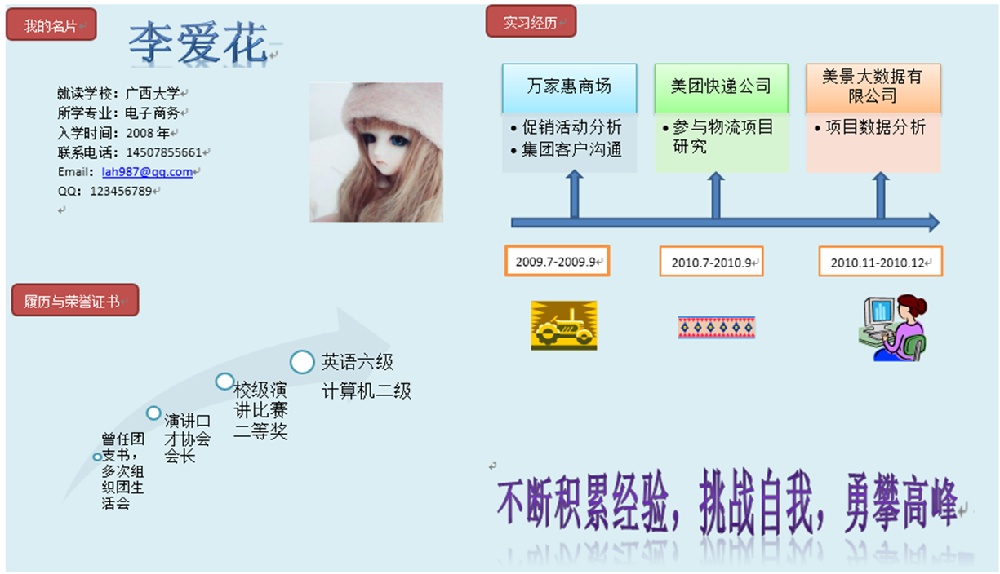 我的名片
李爱花
就读学校：广西大学
所学专业：电子商务
入学时间：2008 年
联系电话：14507855661
Email：lah987@qq.com
QQ：123456789
履历与荣誉证书
曾任团
支书，
多次组
织团生
活会
演讲口
才协会
会长
校级演
讲比赛
二等奖
英语六级
计算机二级
实习经历
万家惠商场
• 促销活动分析
• 集团客户沟通
美团快递公司
• 参与物流项目
研究
美景大数据有
限公司
• 项目数据分析
2009.7-2009.9
2010.7-2010.9
2010.11-2010.12
不断积累经验，挑战自我，勇攀高峰